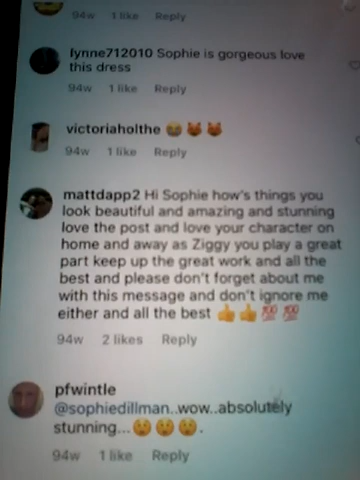 94w 1 like Reply
lynne712010 Sophie is gorgeous love
this dress
94w 1 like Reply
victoriaholthe 😭😹😹
94w 1 like Reply
mattdapp2 Hi Sophie how's things you
look beautiful and amazing and stunning
love the post and love your character on
home and away as Ziggy you play a great
part keep up the great work and all the
best and please don't forget about me
with this message and don't ignore me
either and all the best 👍👍💯💯
94w 2 likes Reply
pfwintle
@sophiedillman..wow..absolutely
stunning...😲😲😲.
94w 1 like Reply